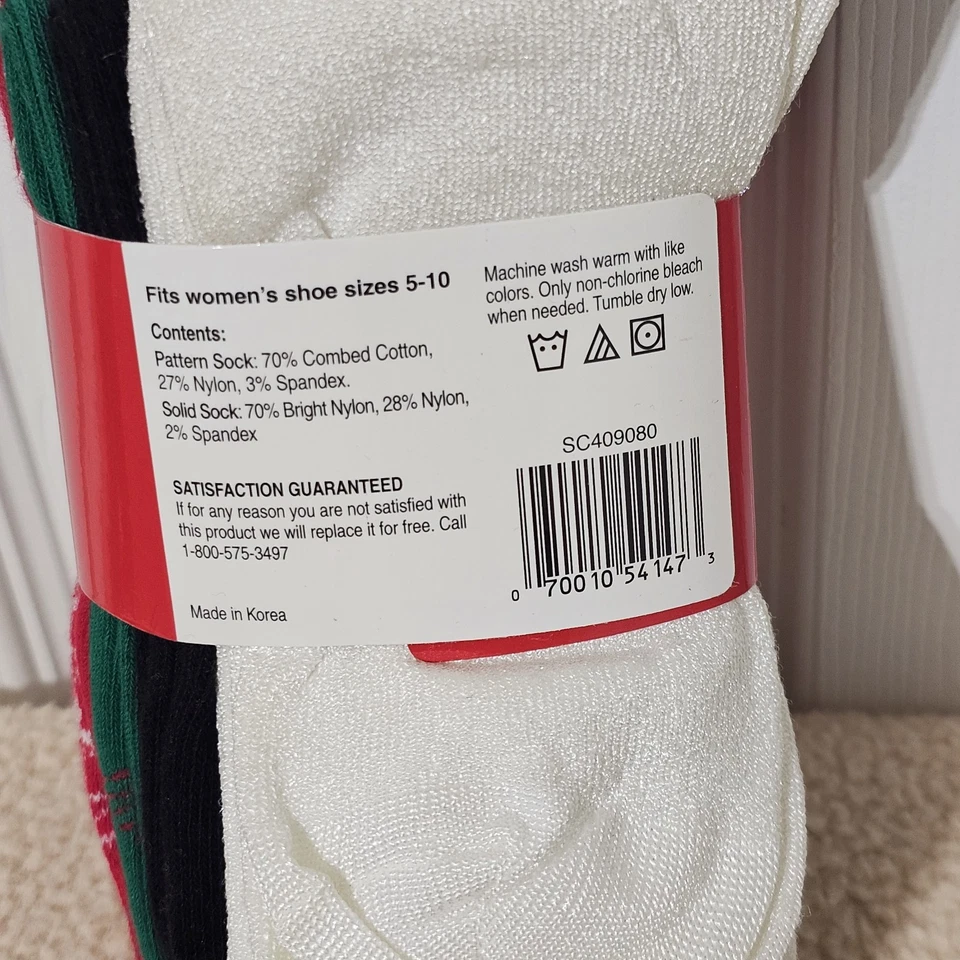 Fits women's shoe sizes 5-10
Contents:
Pattern Sock: 70% Combed Cotton,
27% Nylon, 3% Spandex.
Solid Sock: 70% Bright Nylon, 28% Nylon,
2% Spandex
SATISFACTION GUARANTEED
If for any reason you are not satisfied with
this product we will replace it for free. Call
1-800-575-3497
Made in Korea
Machine wash warm with like
colors. Only non-chlorine bleach
when needed. Tumble dry low.
SC409080
0 70010 54147 3